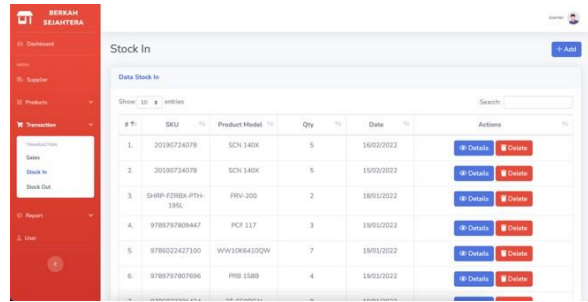 BERKAH
SEJAHTERA
owner
Dashboard
MENU
Supplier
Products
Transaction
TRANSACTION
Sales
Stock In
Stock Out
Report
User
Stock In
+ Add
Data Stock In
Show 10 entries
Search:
# SKU Product Model Qty Date Actions
1. 20190724078 SCN 140X 5 16/02/2022 Details Delete
2. 20190724078 SCN 140X 5 15/02/2022 Details Delete
3. SHRP-FZRBX-PTH- FRV-200 2 18/01/2022 Details Delete
195L
4. 9789797809447 PCF 117 3 19/01/2022 Details Delete
5. 9786022427100 WW10K6410QW 7 19/01/2022 Details Delete
6. 9789797807696 PRB 1588 4 19/01/2022 Details Delete